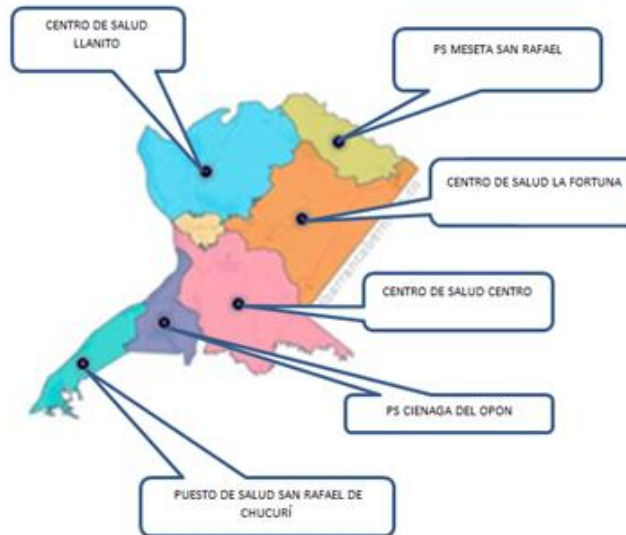 CENTRO DE SALUD
LLANITO
PS MESETA SAN RAFAEL
CENTRO DE SALUD LA FORTUNA
CENTRO DE SALUD CENTRO
PS CIENAGA DEL OPON
PUESTO DE SALUD SAN RAFAEL DE
CHUCURÍ